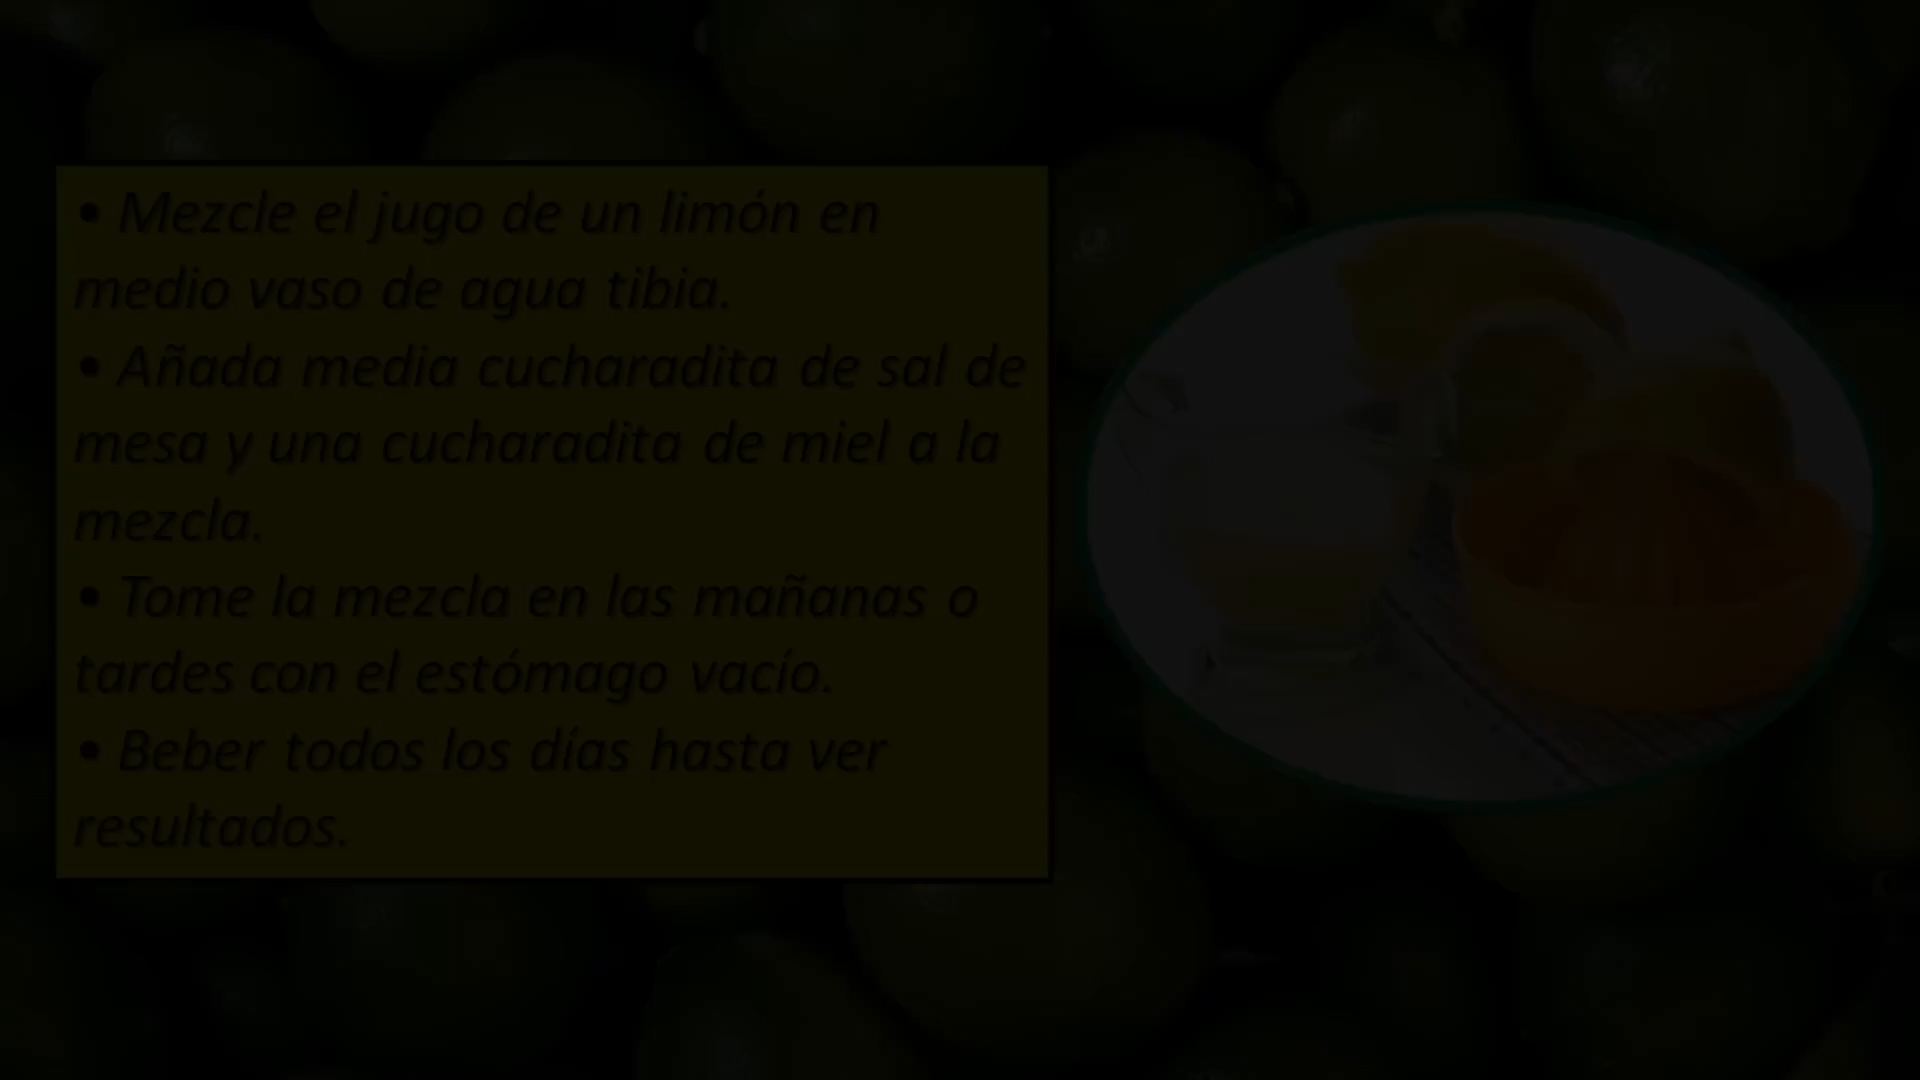 • Mezcle el jugo de un limón en
medio vaso de agua tibia.
• Añada media cucharadita de sal de
mesa y una cucharadita de miel a la
mezcla.
• Tome la mezcla en las mañanas o
tardes con el estómago vacío.
• Beber todos los días hasta ver
resultados.